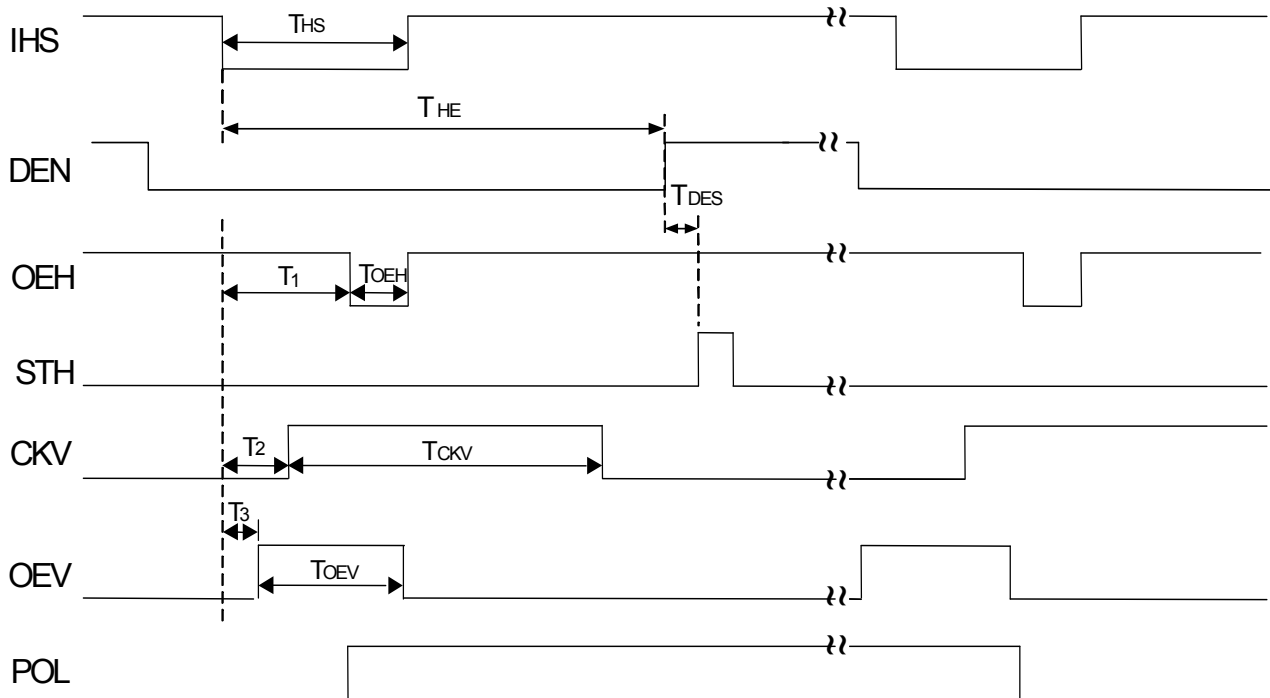 IHS
THS
THE
DEN
TDES
OEH
T1
TOEH
STH
CKV
T2
TCKV
T3
OEV
TOEV
POL